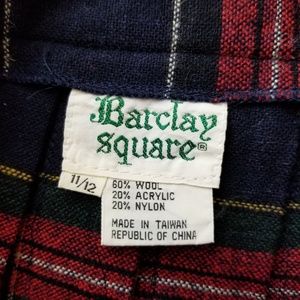 Barclay
square®
11/12
60% WOOL
20% ACRYLIC
20% NYLON
MADE IN TAIWAN
REPUBLIC OF CHINA